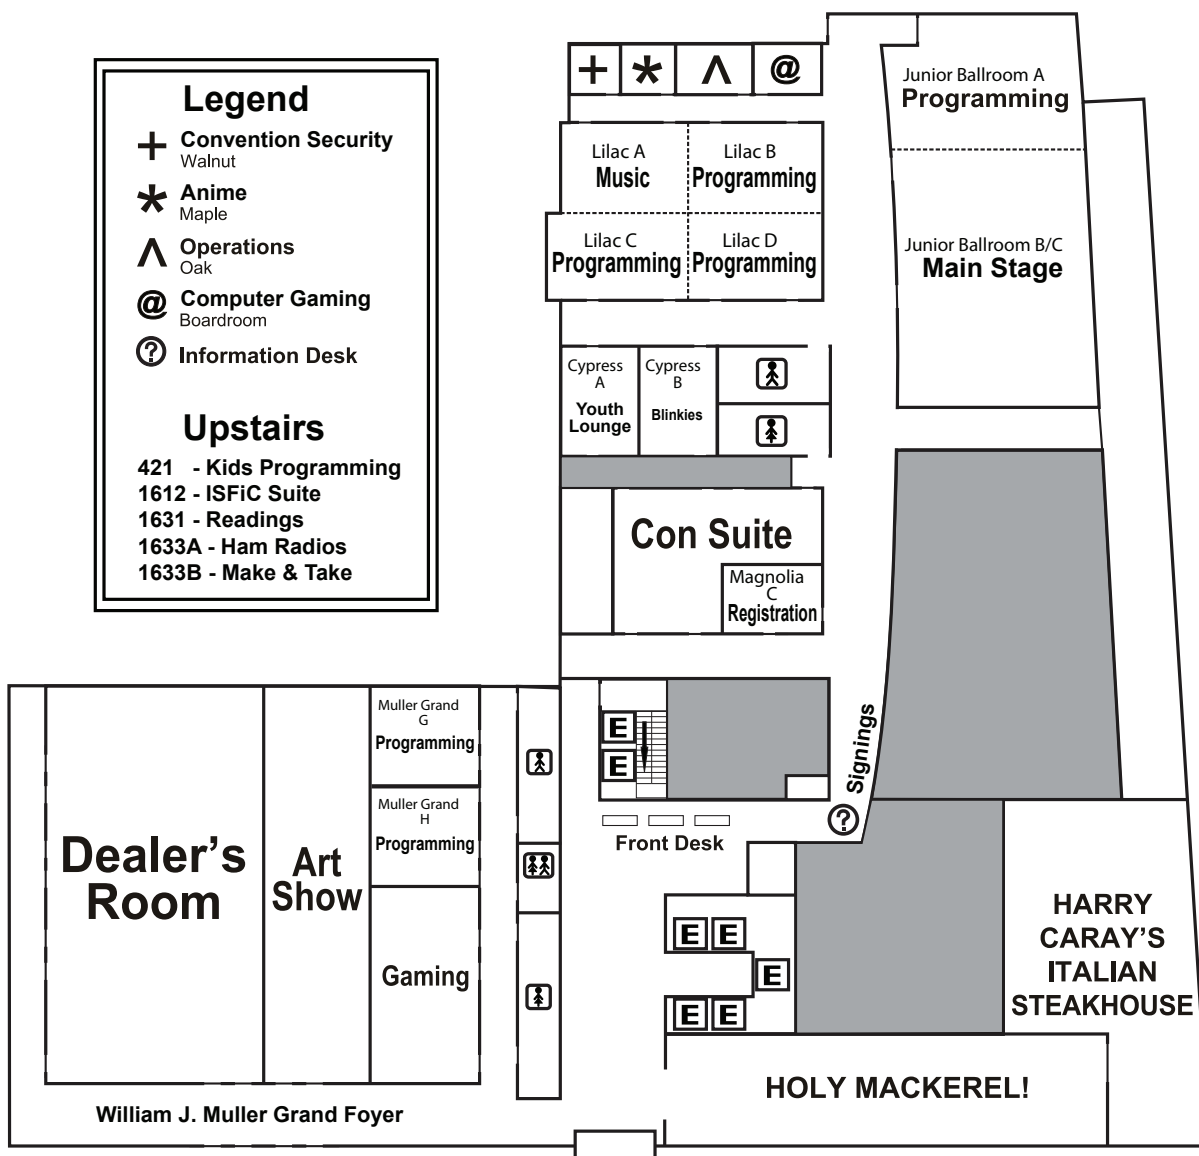 Legend
+ Convention Security
Walnut
* Anime
Maple
Λ Operations
Oak
@ Computer Gaming
Boardroom
? Information Desk
Upstairs
421 - Kids Programming
1612 - ISFiC Suite
1631 - Readings
1633A - Ham Radios
1633B - Make & Take
+ * Λ @
Junior Ballroom A
Programming
Lilac A
Music
Lilac B
Programming
Lilac C
Programming
Lilac D
Programming
Junior Ballroom B/C
Main Stage
Cypress
A
Youth
Lounge
Cypress
B
Blinkies
Con Suite
Magnolia
C
Registration
Muller Grand
G
Programming
E
E
Signings
Muller Grand
H
Programming
Front Desk
?
Dealer's
Room
Art
Show
Gaming
E E
E
E E
HARRY
CARAY'S
ITALIAN
STEAKHOUSE
HOLY MACKEREL!
William J. Muller Grand Foyer